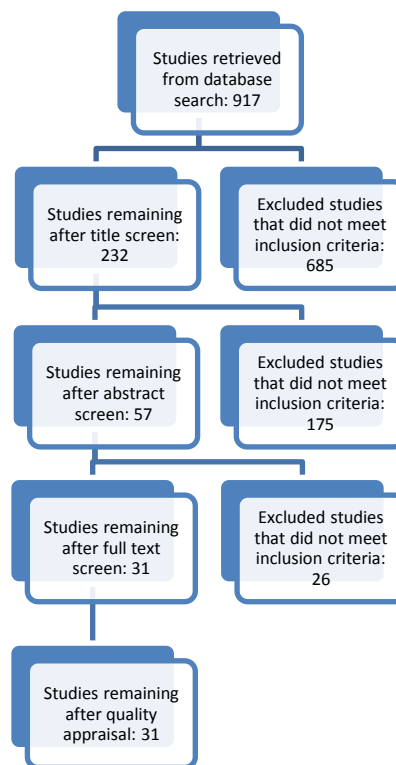 Studies retrieved
from database
search: 917
Studies remaining
after title screen:
232
Excluded studies
that did not meet
inclusion criteria:
685
Studies remaining
after abstract
screen: 57
Excluded studies
that did not meet
inclusion criteria:
175
Studies remaining
after full text
screen: 31
Excluded studies
that did not meet
inclusion criteria:
26
Studies remaining
after quality
appraisal: 31